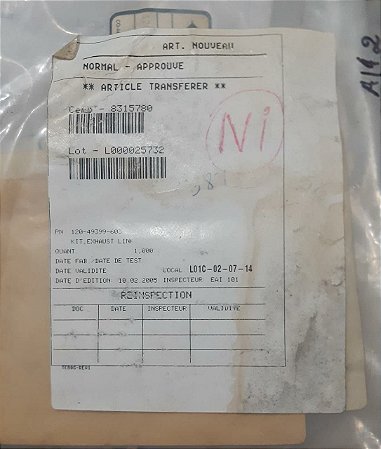 ART. NOUVEAU
A142
NORMAL - APPROUVE
** ARTICLE TRANSFERER **
- 8315780
Ni
Lot - L000025732
PN 120-49399-603
KIT,EXHAUST LIN
QUANT 1,000
DATE FAB /DATE DE TEST
DATE VALIDITE LOCAL L01C-02-07-14
DATE D'EDITION 10.02.2005 INSPECTEUR EAI 101
REINSPECTION
DOC DATE INSPECTEUR VALIDITE